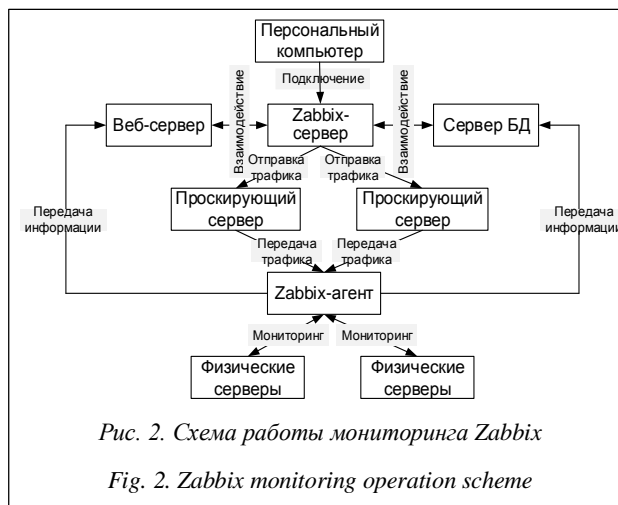 Персональный
компьютер
Подключение
Взаимодействие
Взаимодействие
Веб-сервер
Zabbix-
сервер
Сервер БД
Отправка
трафика
Отправка
трафика
Проскирующий
сервер
Проскирующий
сервер
Передача
информации
Передача
информации
Передача
трафика
Передача
трафика
Zabbix-агент
Мониторинг
Мониторинг
Физические
серверы
Физические
серверы
Рис. 2. Схема работы мониторинга Zabbix
Fig. 2. Zabbix monitoring operation scheme